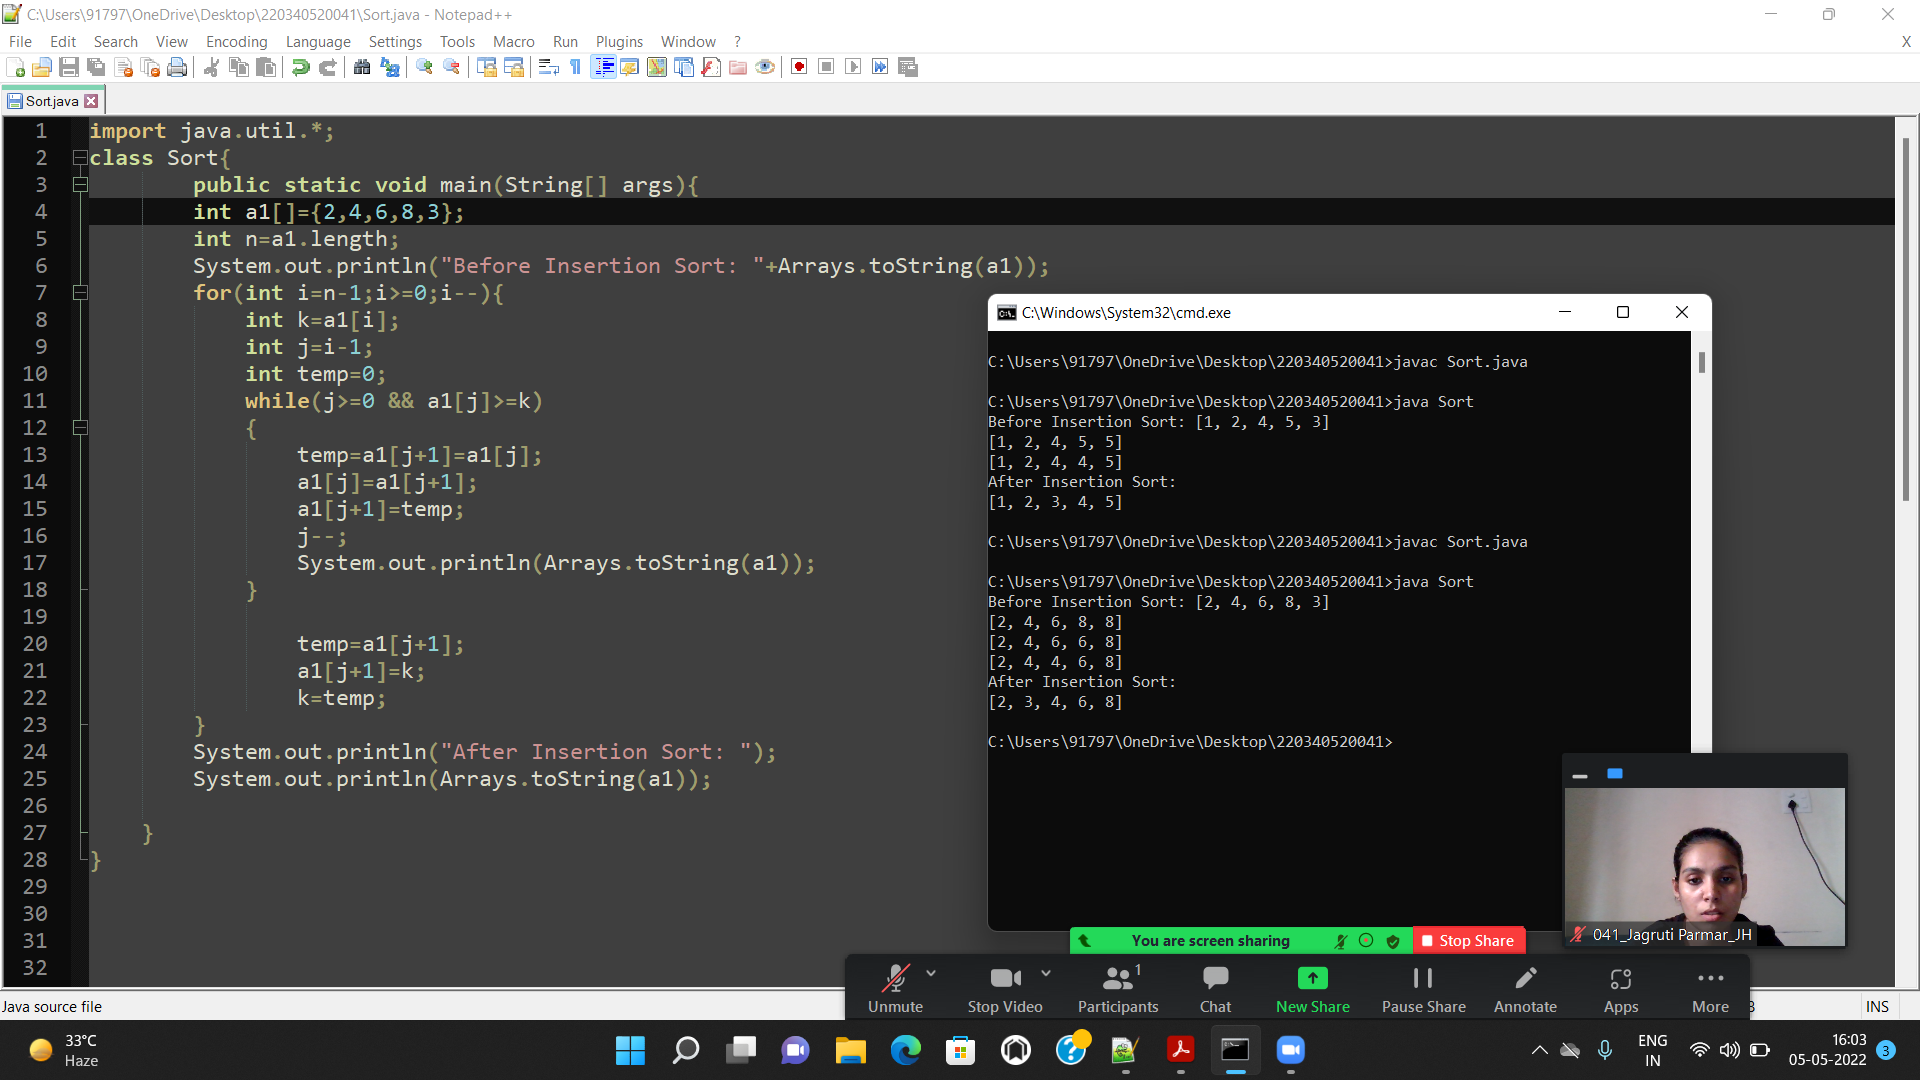 C:\Users\91797\OneDrive\Desktop\220340520041\Sort.java - Notepad++
File Edit Search View Encoding Language Settings Tools Macro Run Plugins Window ? X
Sort.java
1 import java.util.*;
2 class Sort{
3 public static void main(String[] args){
4 int a1[]={2,4,6,8,3};
5 int n=a1.length;
6 System.out.println("Before Insertion Sort: "+Arrays.toString(a1));
7 for(int i=n-1;i>=0;i--){
8 int k=a1[i];
9 int j=i-1;
10 int temp=0;
11 while(j>=0 && a1[j]>=k)
12 {
13 temp=a1[j+1]=a1[j];
14 a1[j]=a1[j+1];
15 a1[j+1]=temp;
16 j--;
17 System.out.println(Arrays.toString(a1));
18 }
19
20 temp=a1[j+1];
21 a1[j+1]=k;
22 k=temp;
23 }
24 System.out.println("After Insertion Sort: ");
25 System.out.println(Arrays.toString(a1));
26
27 }
28 }
29
30
31
32
C:\Windows\System32\cmd.exe
C:\Users\91797\OneDrive\Desktop\220340520041>javac Sort.java
C:\Users\91797\OneDrive\Desktop\220340520041>java Sort
Before Insertion Sort: [1, 2, 4, 5, 3]
[1, 2, 4, 5, 5]
[1, 2, 4, 4, 5]
After Insertion Sort:
[1, 2, 3, 4, 5]
C:\Users\91797\OneDrive\Desktop\220340520041>javac Sort.java
C:\Users\91797\OneDrive\Desktop\220340520041>java Sort
Before Insertion Sort: [2, 4, 6, 8, 3]
[2, 4, 6, 8, 8]
[2, 4, 6, 6, 8]
[2, 4, 4, 6, 8]
After Insertion Sort:
[2, 3, 4, 6, 8]
C:\Users\91797\OneDrive\Desktop\220340520041>
041_Jagruti Parmar_JH
You are screen sharing Stop Share
1
Unmute Stop Video Participants Chat New Share Pause Share Annotate Apps More
Java source file INS
33°C
Haze
ENG
IN
16:03
05-05-2022
3